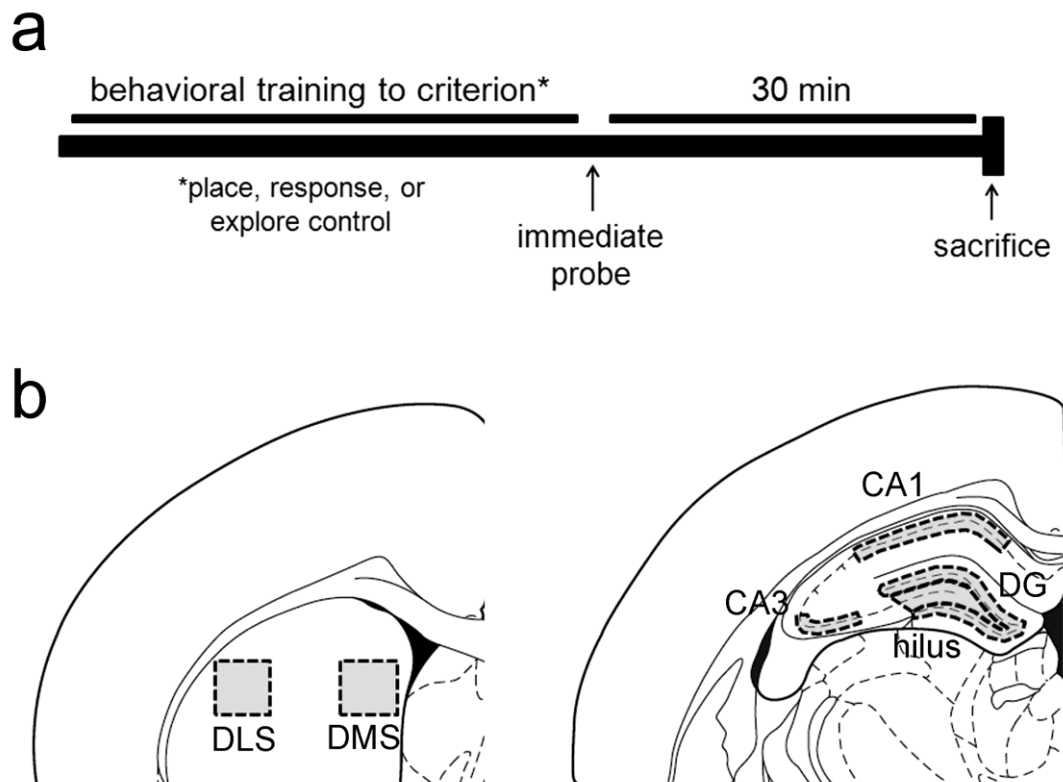 a
behavioral training to criterion*
30 min
*place, response, or
explore control
immediate
probe
sacrifice
b
CA1
CA3
DG
hilus
DLS
DMS